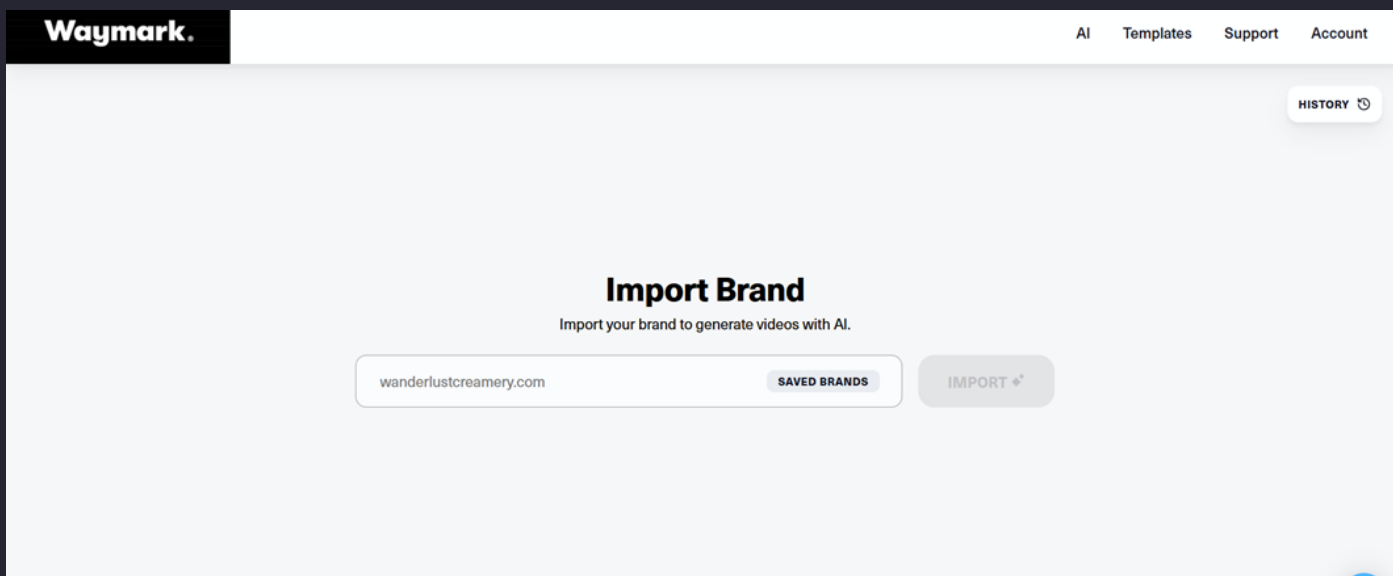 Waymark.
AI Templates Support Account
HISTORY
Import Brand
Import your brand to generate videos with AI.
wanderlustcreamery.com SAVED BRANDS IMPORT